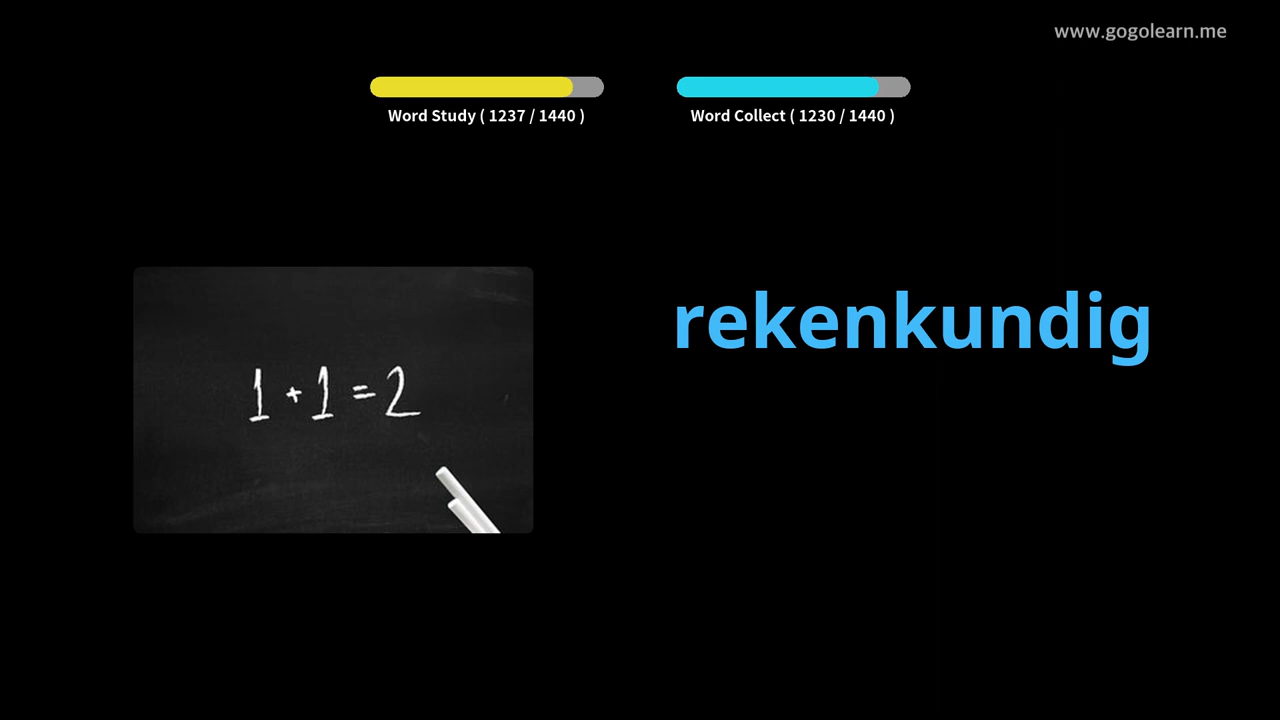 www.gogolearn.me
Word Study ( 1237 / 1440 )
Word Collect ( 1230 / 1440 )
rekenkundig
1 + 1 = 2